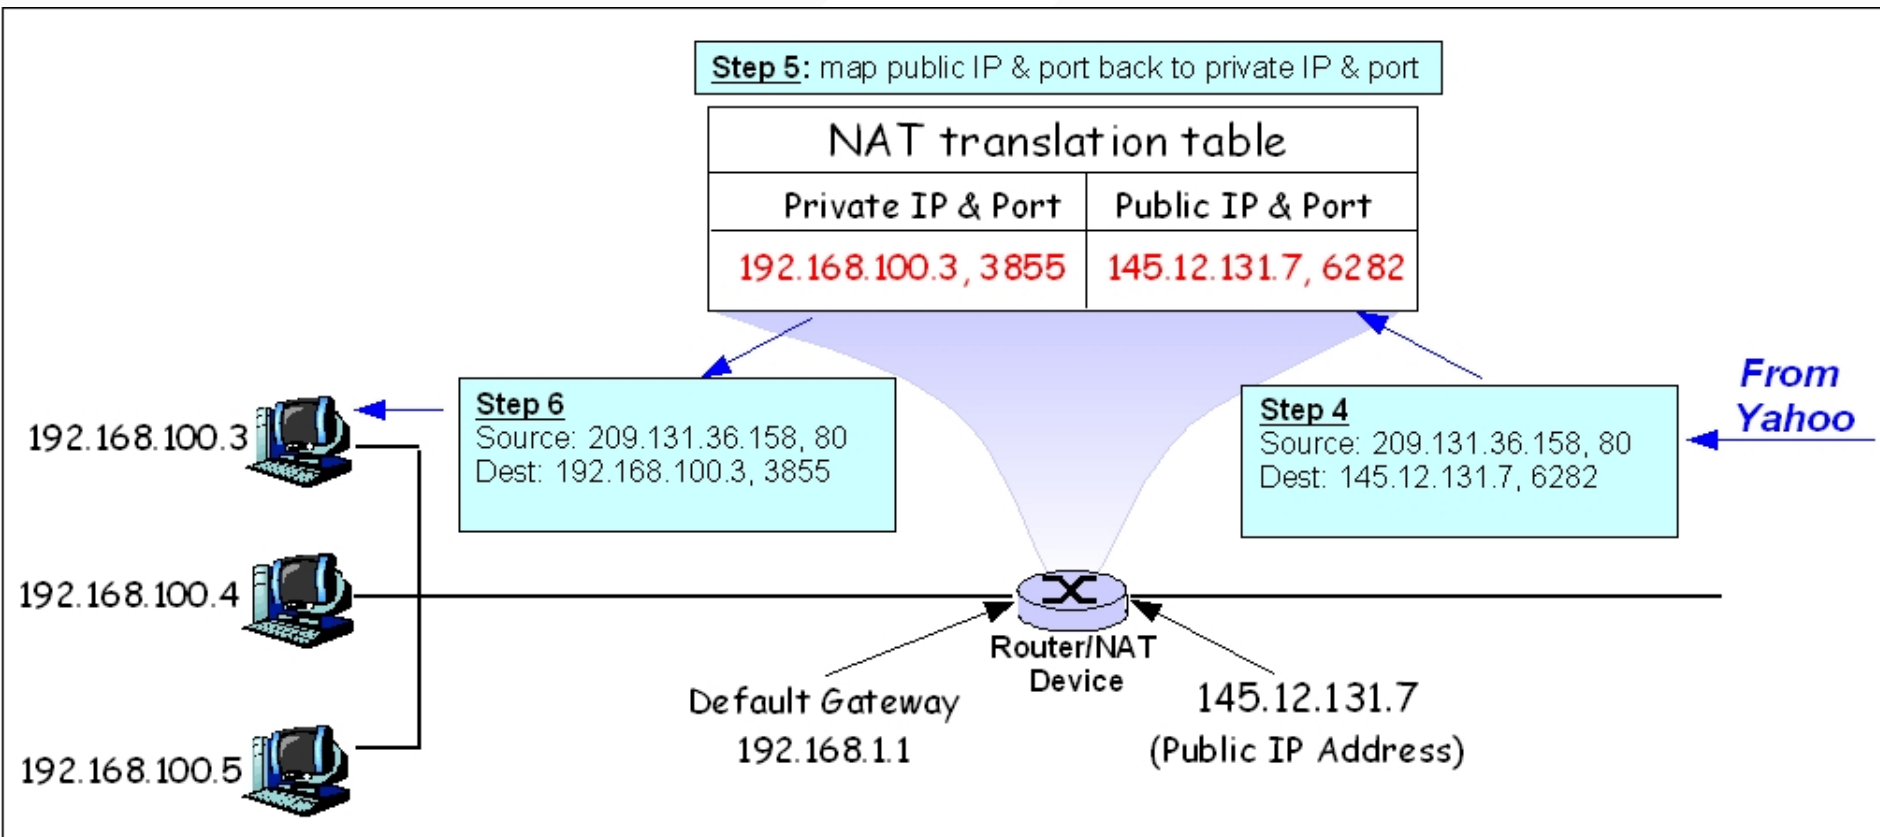 Step 5: map public IP & port back to private IP & port
NAT translation table
Private IP & Port
Public IP & Port
192.168.100.3, 3855
145.12.131.7, 6282
From
Yahoo
Step 6
Source: 209.131.36.158, 80
Dest: 192.168.100.3, 3855
Step 4
Source: 209.131.36.158, 80
Dest: 145.12.131.7, 6282
192.168.100.3
192.168.100.4
192.168.100.5
Router/NAT
Device
Default Gateway
192.168.1.1
145.12.131.7
(Public IP Address)